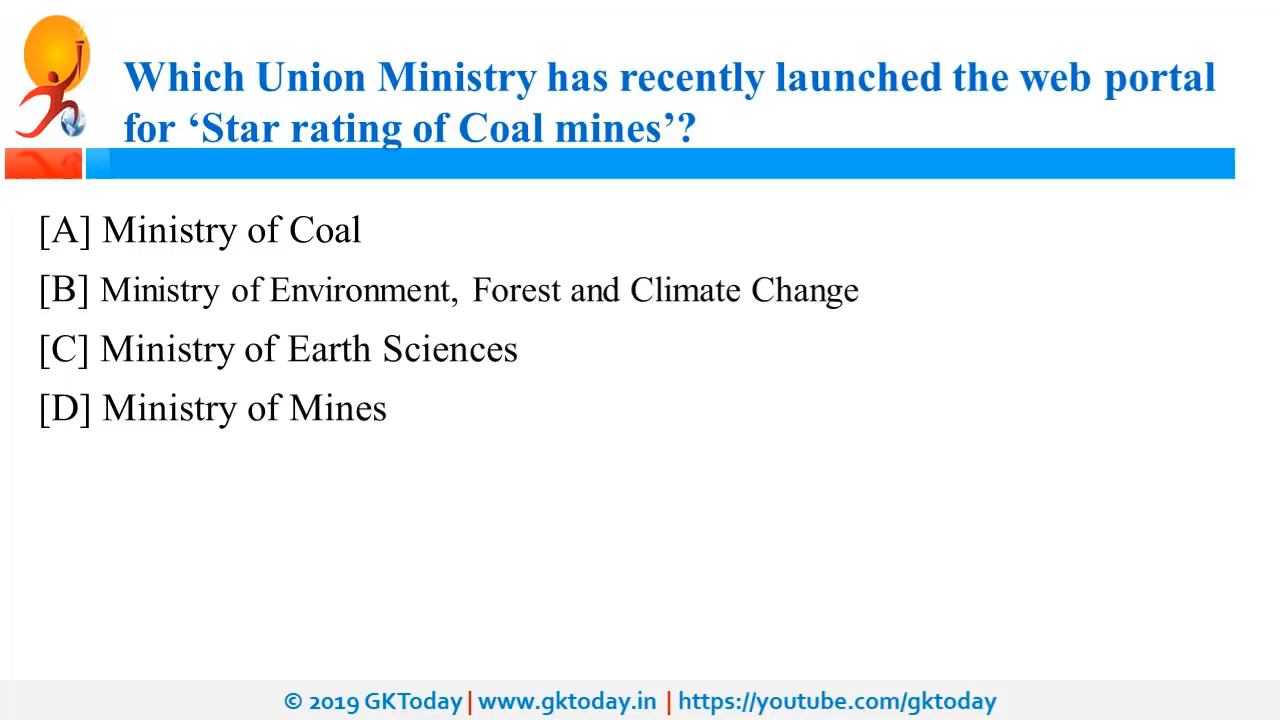 Which Union Ministry has recently launched the web portal
for ‘Star rating of Coal mines’?
[A] Ministry of Coal
[B] Ministry of Environment, Forest and Climate Change
[C] Ministry of Earth Sciences
[D] Ministry of Mines
© 2019 GKToday | www.gktoday.in | https://youtube.com/gktoday